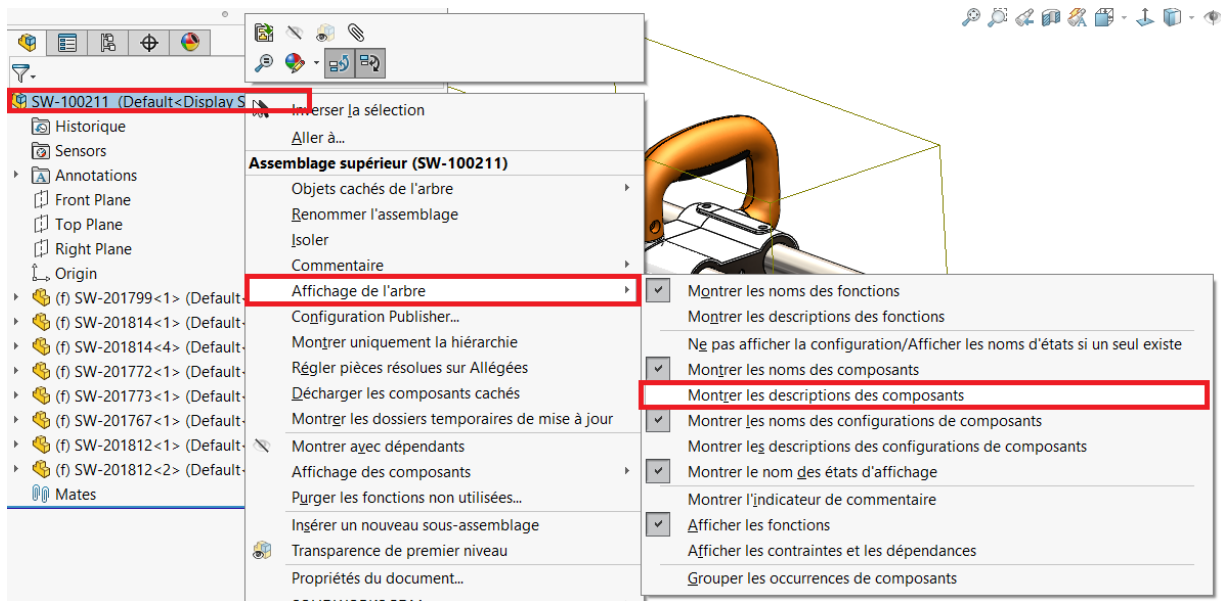 SW-100211 (Default<Display S
Historique
Sensors
Annotations
Front Plane
Top Plane
Right Plane
Origin
(f) SW-201799<1> (Default
(f) SW-201814<1> (Default
(f) SW-201814<4> (Default
(f) SW-201772<1> (Default
(f) SW-201773<1> (Default
(f) SW-201767<1> (Default
(f) SW-201812<1> (Default
(f) SW-201812<2> (Default
Mates
Inverser la sélection
Aller à...
Assemblage supérieur (SW-100211)
Objets cachés de l'arbre
Renommer l'assemblage
Isoler
Commentaire
Affichage de l'arbre
Configuration Publisher...
Montrer uniquement la hiérarchie
Régler pièces résolues sur Allégées
Décharger les composants cachés
Montrer les dossiers temporaires de mise à jour
Montrer avec dépendants
Affichage des composants
Purger les fonctions non utilisées...
Insérer un nouveau sous-assemblage
Transparence de premier niveau
Propriétés du document...
Montrer les noms des fonctions
Montrer les descriptions des fonctions
Ne pas afficher la configuration/Afficher les noms d'états si un seul existe
Montrer les noms des composants
Montrer les descriptions des composants
Montrer les noms des configurations de composants
Montrer les descriptions des configurations de composants
Montrer le nom des états d'affichage
Montrer l'indicateur de commentaire
Afficher les fonctions
Afficher les contraintes et les dépendances
Grouper les occurrences de composants